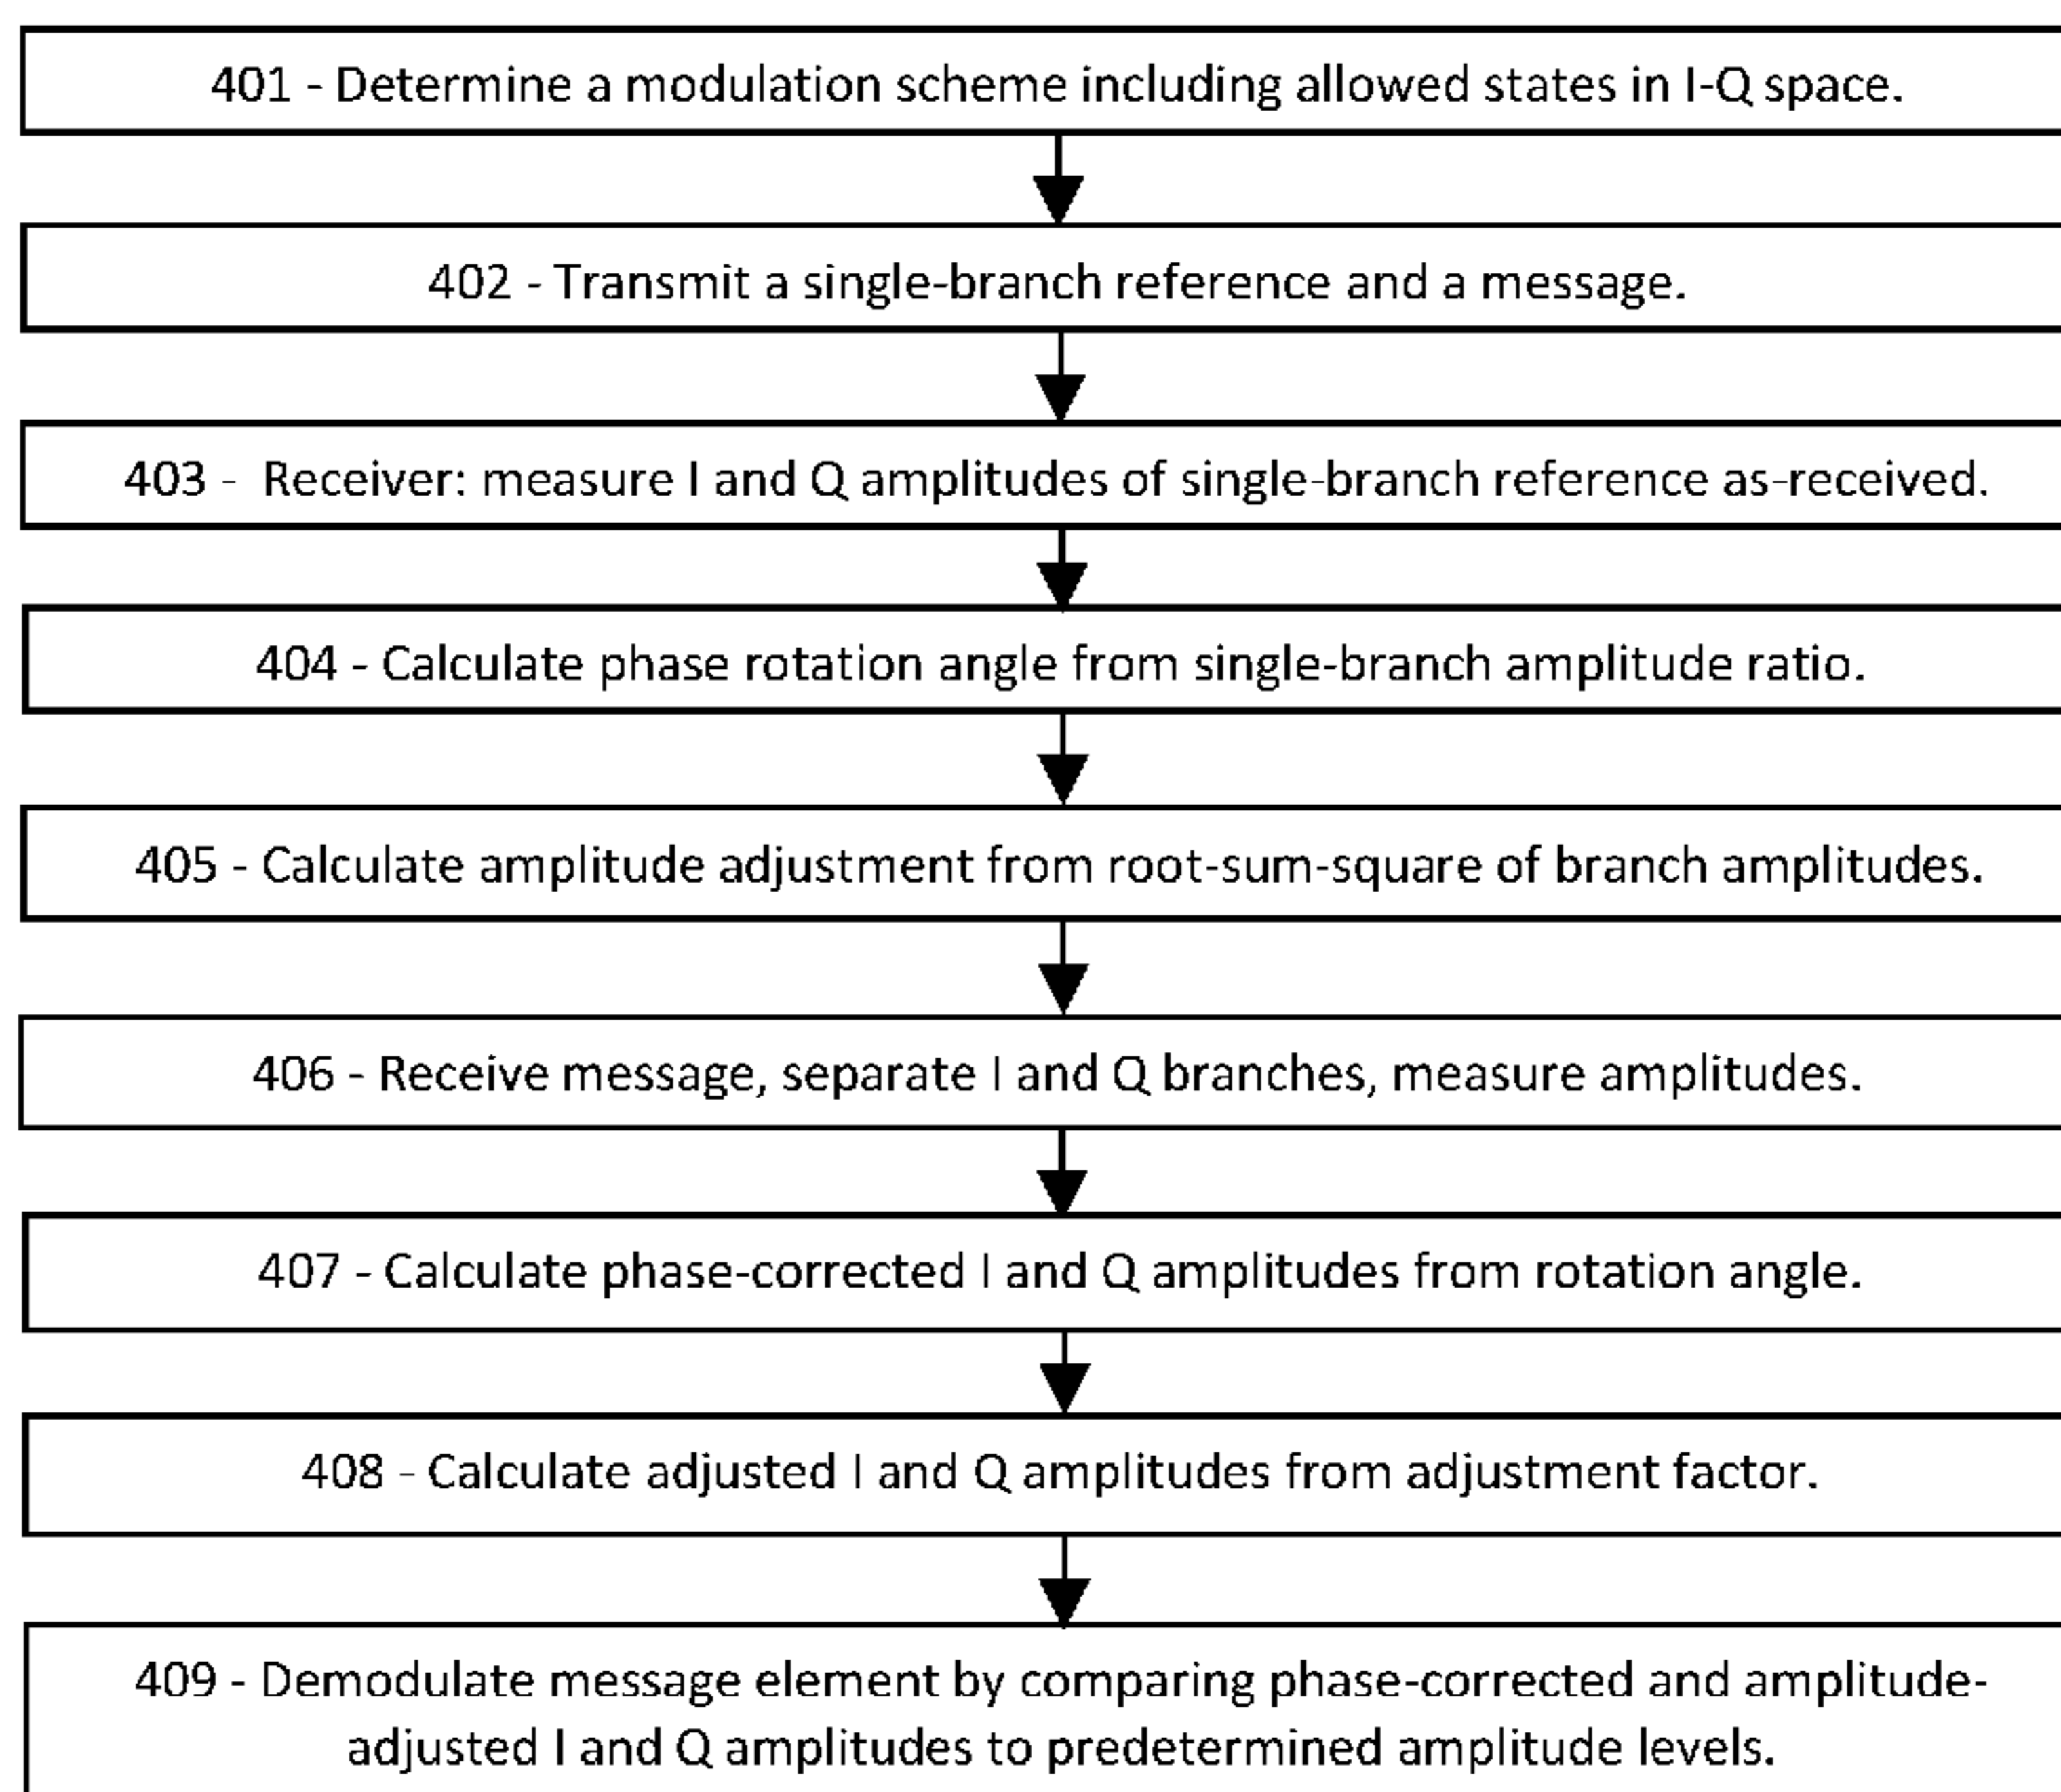 401 - Determine a modulation scheme including allowed states in I-Q space.
402 - Transmit a single-branch reference and a message.
403 - Receiver: measure I and Q amplitudes of single-branch reference as-received.
404 - Calculate phase rotation angle from single-branch amplitude ratio.
405 - Calculate amplitude adjustment from root-sum-square of branch amplitudes.
406 - Receive message, separate I and Q branches, measure amplitudes.
407 - Calculate phase-corrected I and Q amplitudes from rotation angle.
408 - Calculate adjusted I and Q amplitudes from adjustment factor.
409 - Demodulate message element by comparing phase-corrected and amplitude-
adjusted I and Q amplitudes to predetermined amplitude levels.